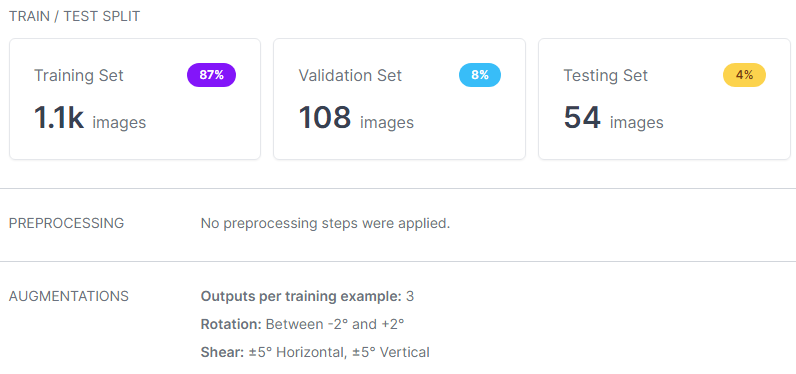 TRAIN / TEST SPLIT
Training Set 87%
1.1k images
Validation Set 8%
108 images
Testing Set 4%
54 images
PREPROCESSING No preprocessing steps were applied.
AUGMENTATIONS Outputs per training example: 3
Rotation: Between -2° and +2°
Shear: ±5° Horizontal, ±5° Vertical